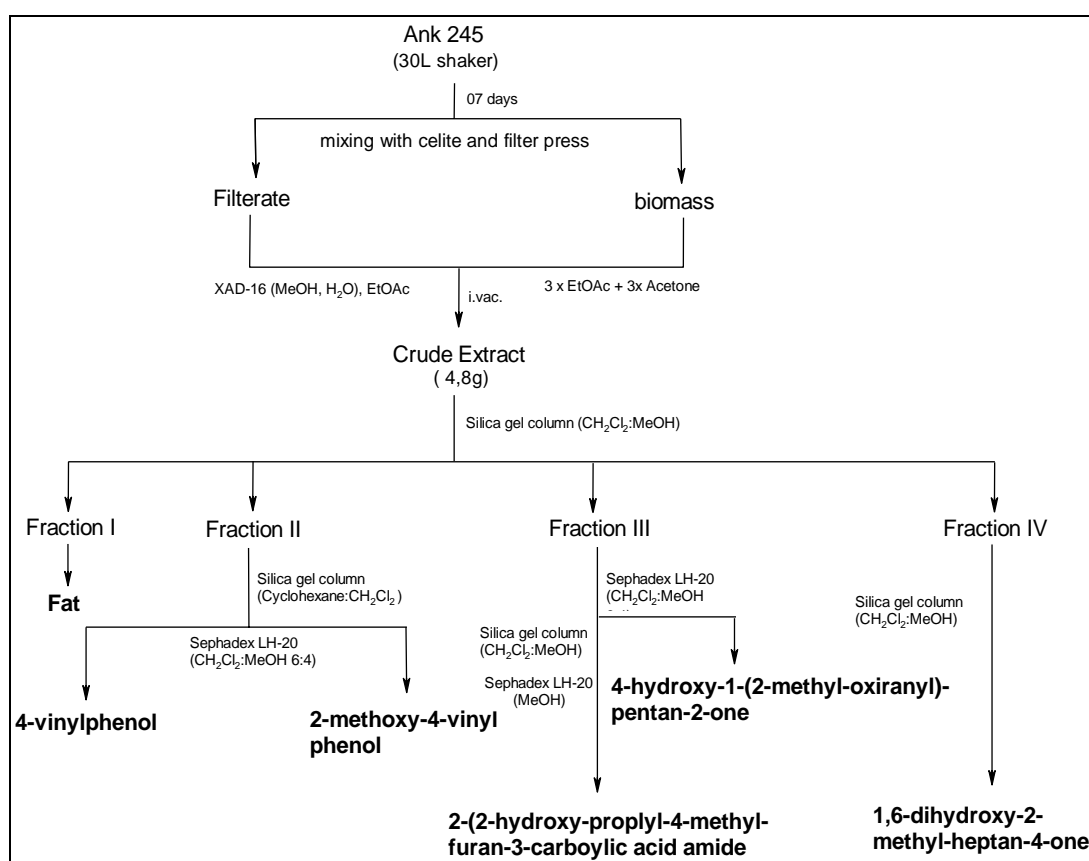 Ank 245
(30L shaker)
07 days
mixing with celite and filter press
Filterate
biomass
XAD-16 (MeOH, H₂O), EtOAc
i.vac.
3 x EtOAc + 3x Acetone
Crude Extract
( 4,8g)
Silica gel column (CH₂Cl₂:MeOH)
Fraction I
Fraction II
Fraction III
Fraction IV
Fat
Silica gel column
(Cyclohexane:CH₂Cl₂)
Sephadex LH-20
(CH₂Cl₂:MeOH 6:4)
4-vinylphenol
2-methoxy-4-vinyl
phenol
Sephadex LH-20
(CH₂Cl₂:MeOH
Silica gel column
(CH₂Cl₂:MeOH)
Sephadex LH-20
(MeOH)
4-hydroxy-1-(2-methyl-oxiranyl)-
pentan-2-one
2-(2-hydroxy-proplyl-4-methyl-
furan-3-carboylic acid amide
Silica gel column
(CH₂Cl₂:MeOH)
1,6-dihydroxy-2-
methyl-heptan-4-one